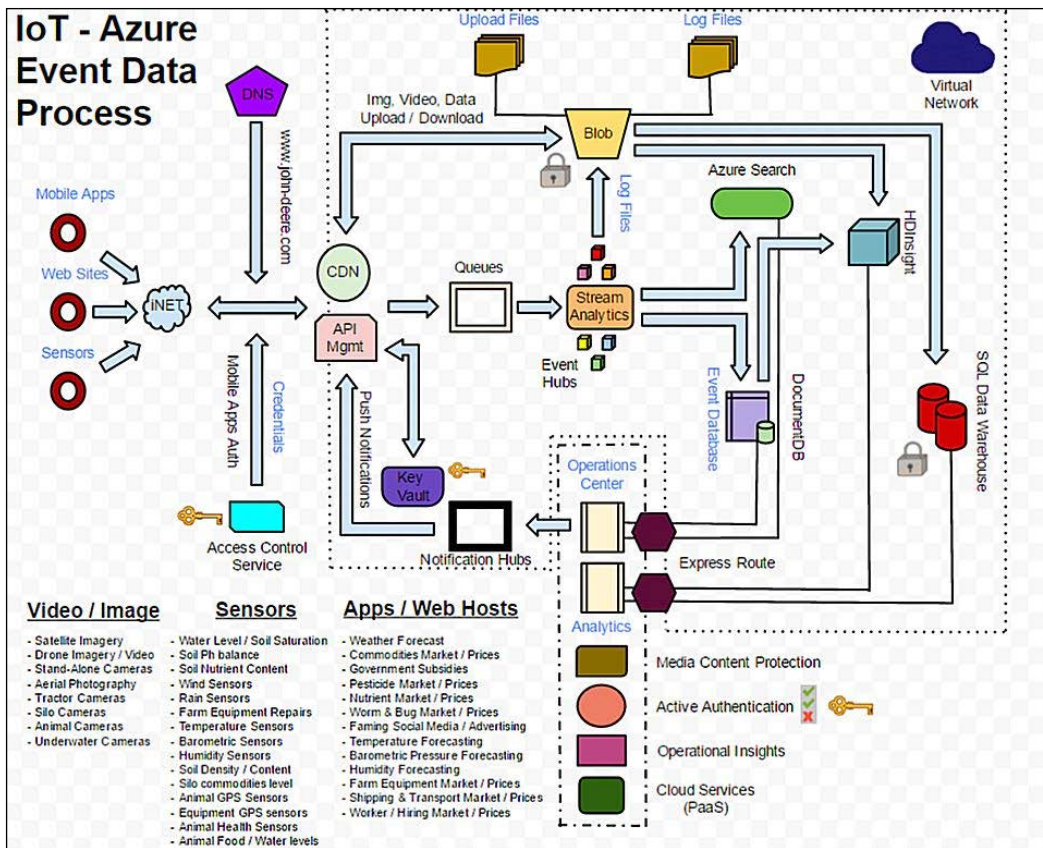 IoT - Azure
Event Data
Process
DNS
www.john-deere.com
Mobile Apps
Web Sites
Sensors
iNET
Mobile Apps Auth
Credentials
Access Control
Service
Upload Files
Log Files
Virtual
Network
Img, Video, Data
Upload / Download
Blob
Log Files
Azure Search
HDInsight
CDN
API
Mgmt
Queues
Stream
Analytics
Event
Hubs
Event Database
DocumentDB
SQL Data Warehouse
Push Notifications
Key
Vault
Notification Hubs
Operations
Center
Express Route
Analytics
Media Content Protection
Active Authentication
Operational Insights
Cloud Services
(PaaS)
Video / Image
- Satellite Imagery
- Drone Imagery / Video
- Stand-Alone Cameras
- Aerial Photography
- Tractor Cameras
- Silo Cameras
- Animal Cameras
- Underwater Cameras
Sensors
- Water Level / Soil Saturation
- Soil Ph balance
- Soil Nutrient Content
- Wind Sensors
- Rain Sensors
- Farm Equipment Repairs
- Temperature Sensors
- Barometric Sensors
- Humidity Sensors
- Soil Density / Content
- Silo commodities level
- Animal GPS Sensors
- Equipment GPS sensors
- Animal Health Sensors
- Animal Food / Water levels
Apps / Web Hosts
- Weather Forecast
- Commodities Market / Prices
- Government Subsidies
- Pesticide Market / Prices
- Nutrient Market / Prices
- Worm & Bug Market / Prices
- Farming Social Media / Advertising
- Temperature Forecasting
- Barometric Pressure Forecasting
- Humidity Forecasting
- Farm Equipment Market / Prices
- Shipping & Transport Market / Prices
- Worker / Hiring Market / Prices